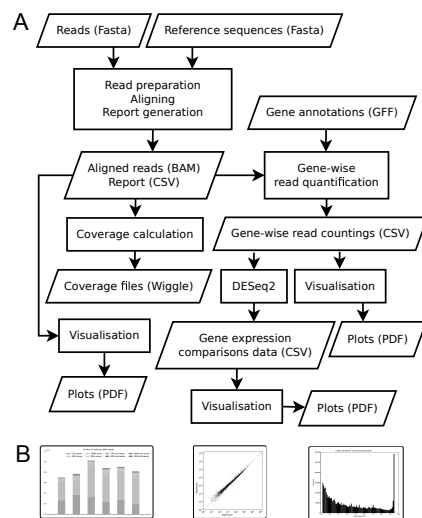 A
Reads (Fasta)
Reference sequences (Fasta)
Read preparation
Aligning
Report generation
Gene annotations (GFF)
Aligned reads (BAM)
Report (CSV)
Gene-wise
read quantification
Coverage calculation
Gene-wise read countings (CSV)
Coverage files (Wiggle)
DESeq2
Visualisation
Visualisation
Gene expression
comparisons data (CSV)
Plots (PDF)
Plots (PDF)
Visualisation
Plots (PDF)
B